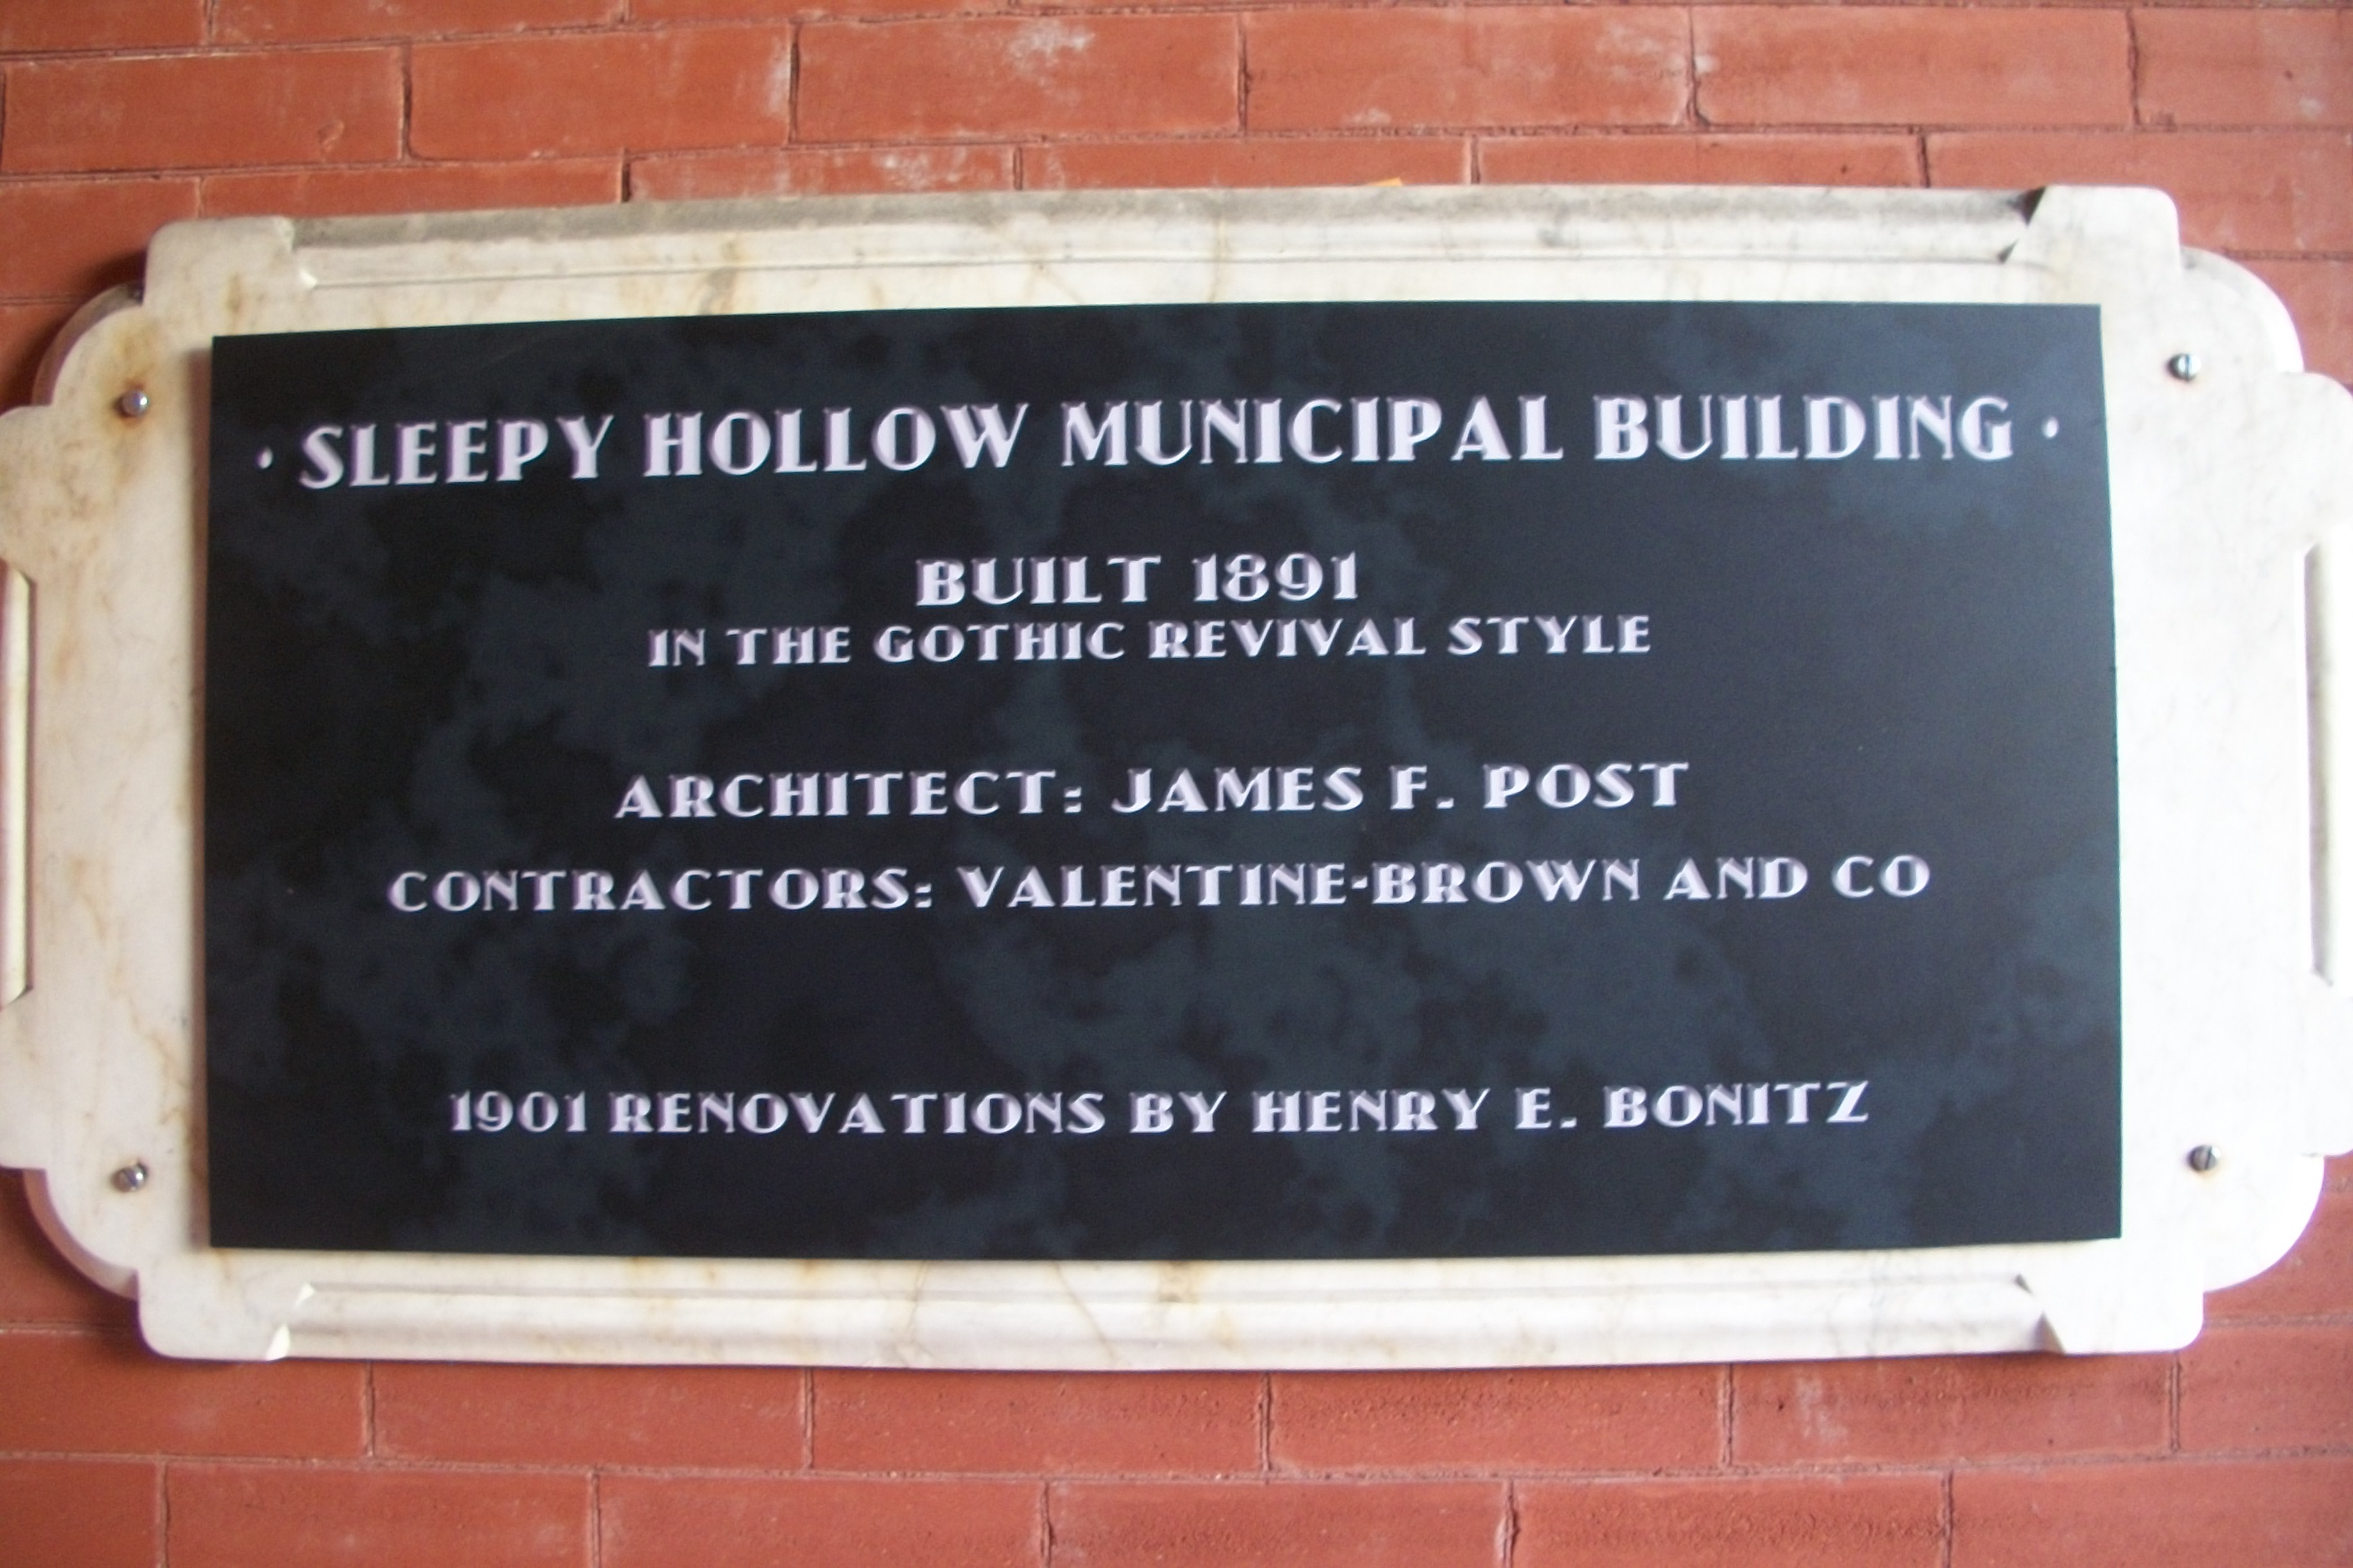 · SLEEPY HOLLOW MUNICIPAL BUILDING ·
BUILT 1891
IN THE GOTHIC REVIVAL STYLE
ARCHITECT: JAMES F. POST
CONTRACTORS: VALENTINE-BROWN AND CO
1901 RENOVATIONS BY HENRY E. BONITZ